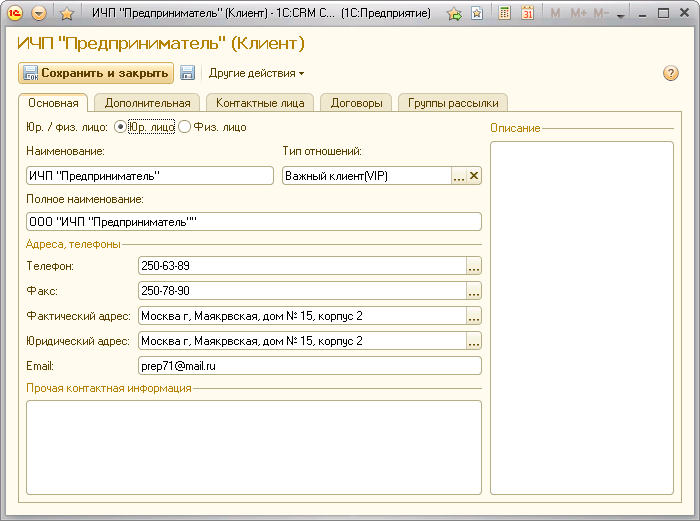 ИЧП "Предприниматель" (Клиент) - 1С:CRM С... (1С:Предприятие)
31 M M+ M-
ИЧП "Предприниматель" (Клиент)
Сохранить и закрыть Другие действия
Основная Дополнительная Контактные лица Договоры Группы рассылки
Юр. / физ. лицо: Юр. лицо Физ. лицо
Описание
Наименование: Тип отношений:
ИЧП "Предприниматель" Важный клиент(VIP) ...
Полное наименование:
ООО "ИЧП "Предприниматель""
Адреса, телефоны
Телефон: 250-63-89 ...
Факс: 250-78-90 ...
Фактический адрес: Москва г, Маякрвская, дом № 15, корпус 2 ...
Юридический адрес: Москва г, Маякрвская, дом № 15, корпус 2 ...
Email: prep71@mail.ru
Прочая контактная информация